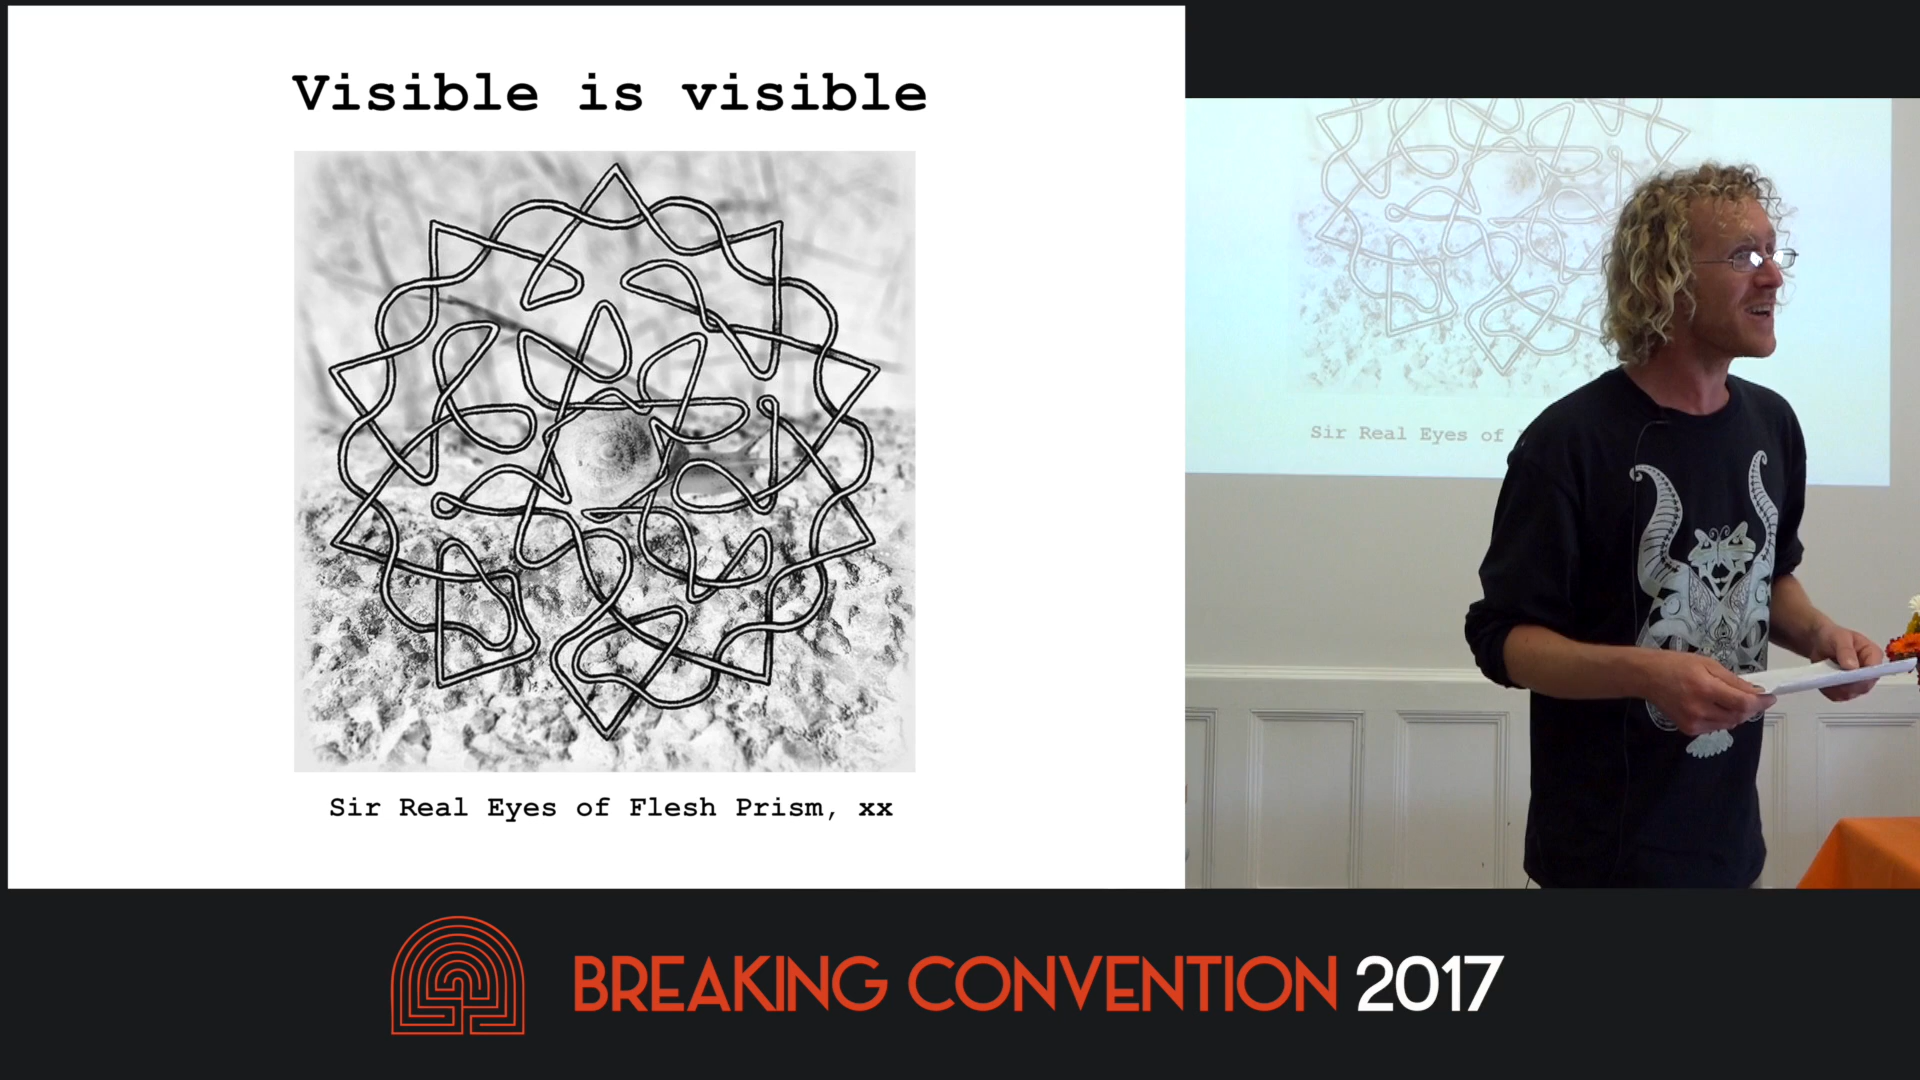 Visible is visible
Sir Real Eyes of Flesh Prism, xx
Sir Real Eyes of
BREAKING CONVENTION 2017